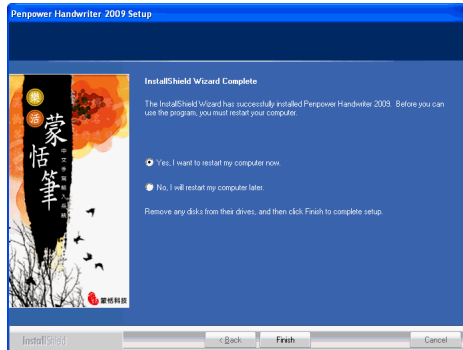 Penpower Handwriter 2009 Setup
InstallShield Wizard Complete
The InstallShield Wizard has successfully installed Penpower Handwriter 2009. Before you can
use the program, you must restart your computer.
Yes, I want to restart my computer now.
No, I will restart my computer later.
Remove any disks from their drives, and then click Finish to complete setup.
樂活
蒙恬筆
中文手寫輸入品牌
蒙恬科技
InstallShield
< Back
Finish
Cancel